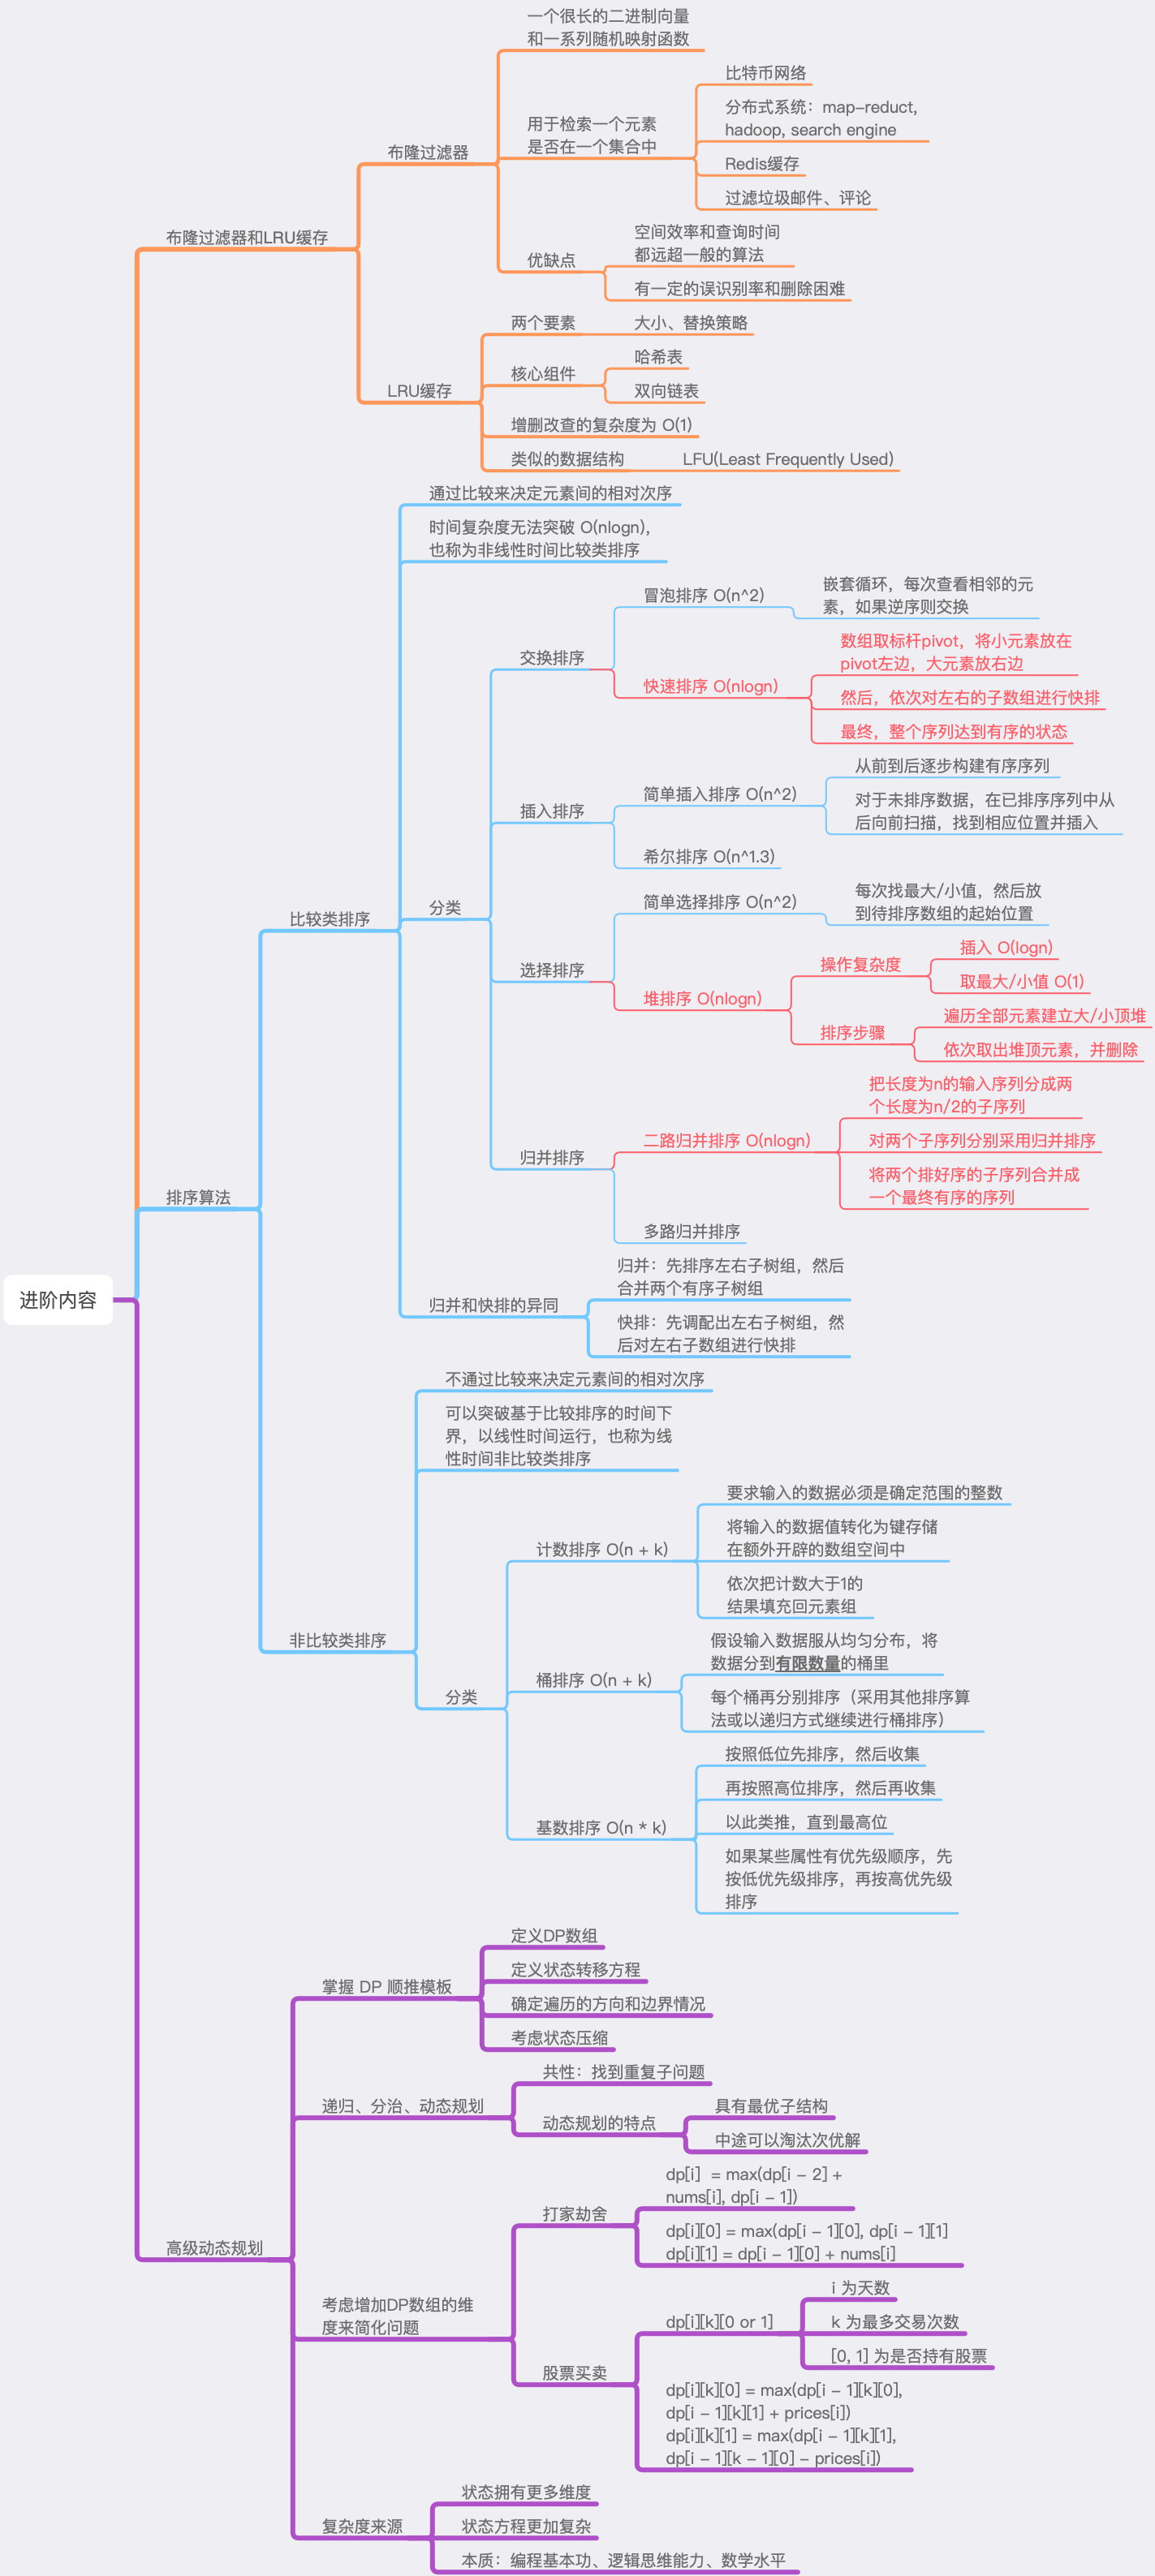 进阶内容
布隆过滤器和LRU缓存
布隆过滤器
一个很长的二进制向量
和一系列随机映射函数
用于检索一个元素
是否在一个集合中
比特币网络
分布式系统：map-reduct,
hadoop, search engine
Redis缓存
过滤垃圾邮件、评论
优缺点
空间效率和查询时间
都远超一般的算法
有一定的误识别率和删除困难
LRU缓存
两个要素
大小、替换策略
核心组件
哈希表
双向链表
增删改查的复杂度为 O(1)
类似的数据结构
LFU(Least Frequently Used)
排序算法
比较类排序
通过比较来决定元素间的相对次序
时间复杂度无法突破 O(nlogn),
也称为非线性时间比较类排序
分类
交换排序
冒泡排序 O(n^2)
嵌套循环，每次查看相邻的元
素，如果逆序则交换
快速排序 O(nlogn)
数组取标杆pivot，将小元素放在
pivot左边，大元素放右边
然后，依次对左右的子数组进行快排
最终，整个序列达到有序的状态
插入排序
简单插入排序 O(n^2)
从前到后逐步构建有序序列
对于未排序数据，在已排序序列中从
后向前扫描，找到相应位置并插入
希尔排序 O(n^1.3)
选择排序
简单选择排序 O(n^2)
每次找最大/小值，然后放
到待排序数组的起始位置
堆排序 O(nlogn)
操作复杂度
插入 O(logn)
取最大/小值 O(1)
排序步骤
遍历全部元素建立大/小顶堆
依次取出堆顶元素，并删除
归并排序
二路归并排序 O(nlogn)
把长度为n的输入序列分成两
个长度为n/2的子序列
对两个子序列分别采用归并排序
将两个排好序的子序列合并成
一个最终有序的序列
多路归并排序
归并和快排的异同
归并：先排序左右子树组，然后
合并两个有序子树组
快排：先调配出左右子树组，然
后对左右子数组进行快排
非比较类排序
不通过比较来决定元素间的相对次序
可以突破基于比较排序的时间下
界，以线性时间运行，也称为线
性时间非比较类排序
分类
计数排序 O(n + k)
要求输入的数据必须是确定范围的整数
将输入的数据值转化为键存储
在额外开辟的数组空间中
依次把计数大于1的
结果填充回元素组
桶排序 O(n + k)
假设输入数据服从均匀分布，将
数据分到有限数量的桶里
每个桶再分别排序（采用其他排序算
法或以递归方式继续进行桶排序）
基数排序 O(n * k)
按照低位先排序，然后收集
再按照高位排序，然后再收集
以此类推，直到最高位
如果某些属性有优先级顺序，先
按低优先级排序，再按高优先级
排序
高级动态规划
掌握 DP 顺推模板
定义DP数组
定义状态转移方程
确定遍历的方向和边界情况
考虑状态压缩
递归、分治、动态规划
共性：找到重复子问题
动态规划的特点
具有最优子结构
中途可以淘汰次优解
考虑增加DP数组的维
度来简化问题
打家劫舍
dp[i] = max(dp[i - 2] +
nums[i], dp[i - 1])
dp[i][0] = max(dp[i - 1][0], dp[i - 1][1]
dp[i][1] = dp[i - 1][0] + nums[i]
股票买卖
dp[i][k][0 or 1]
i 为天数
k 为最多交易次数
[0, 1] 为是否持有股票
dp[i][k][0] = max(dp[i - 1][k][0],
dp[i - 1][k][1] + prices[i])
dp[i][k][1] = max(dp[i - 1][k][1],
dp[i - 1][k - 1][0] - prices[i])
复杂度来源
状态拥有更多维度
状态方程更加复杂
本质：编程基本功、逻辑思维能力、数学水平